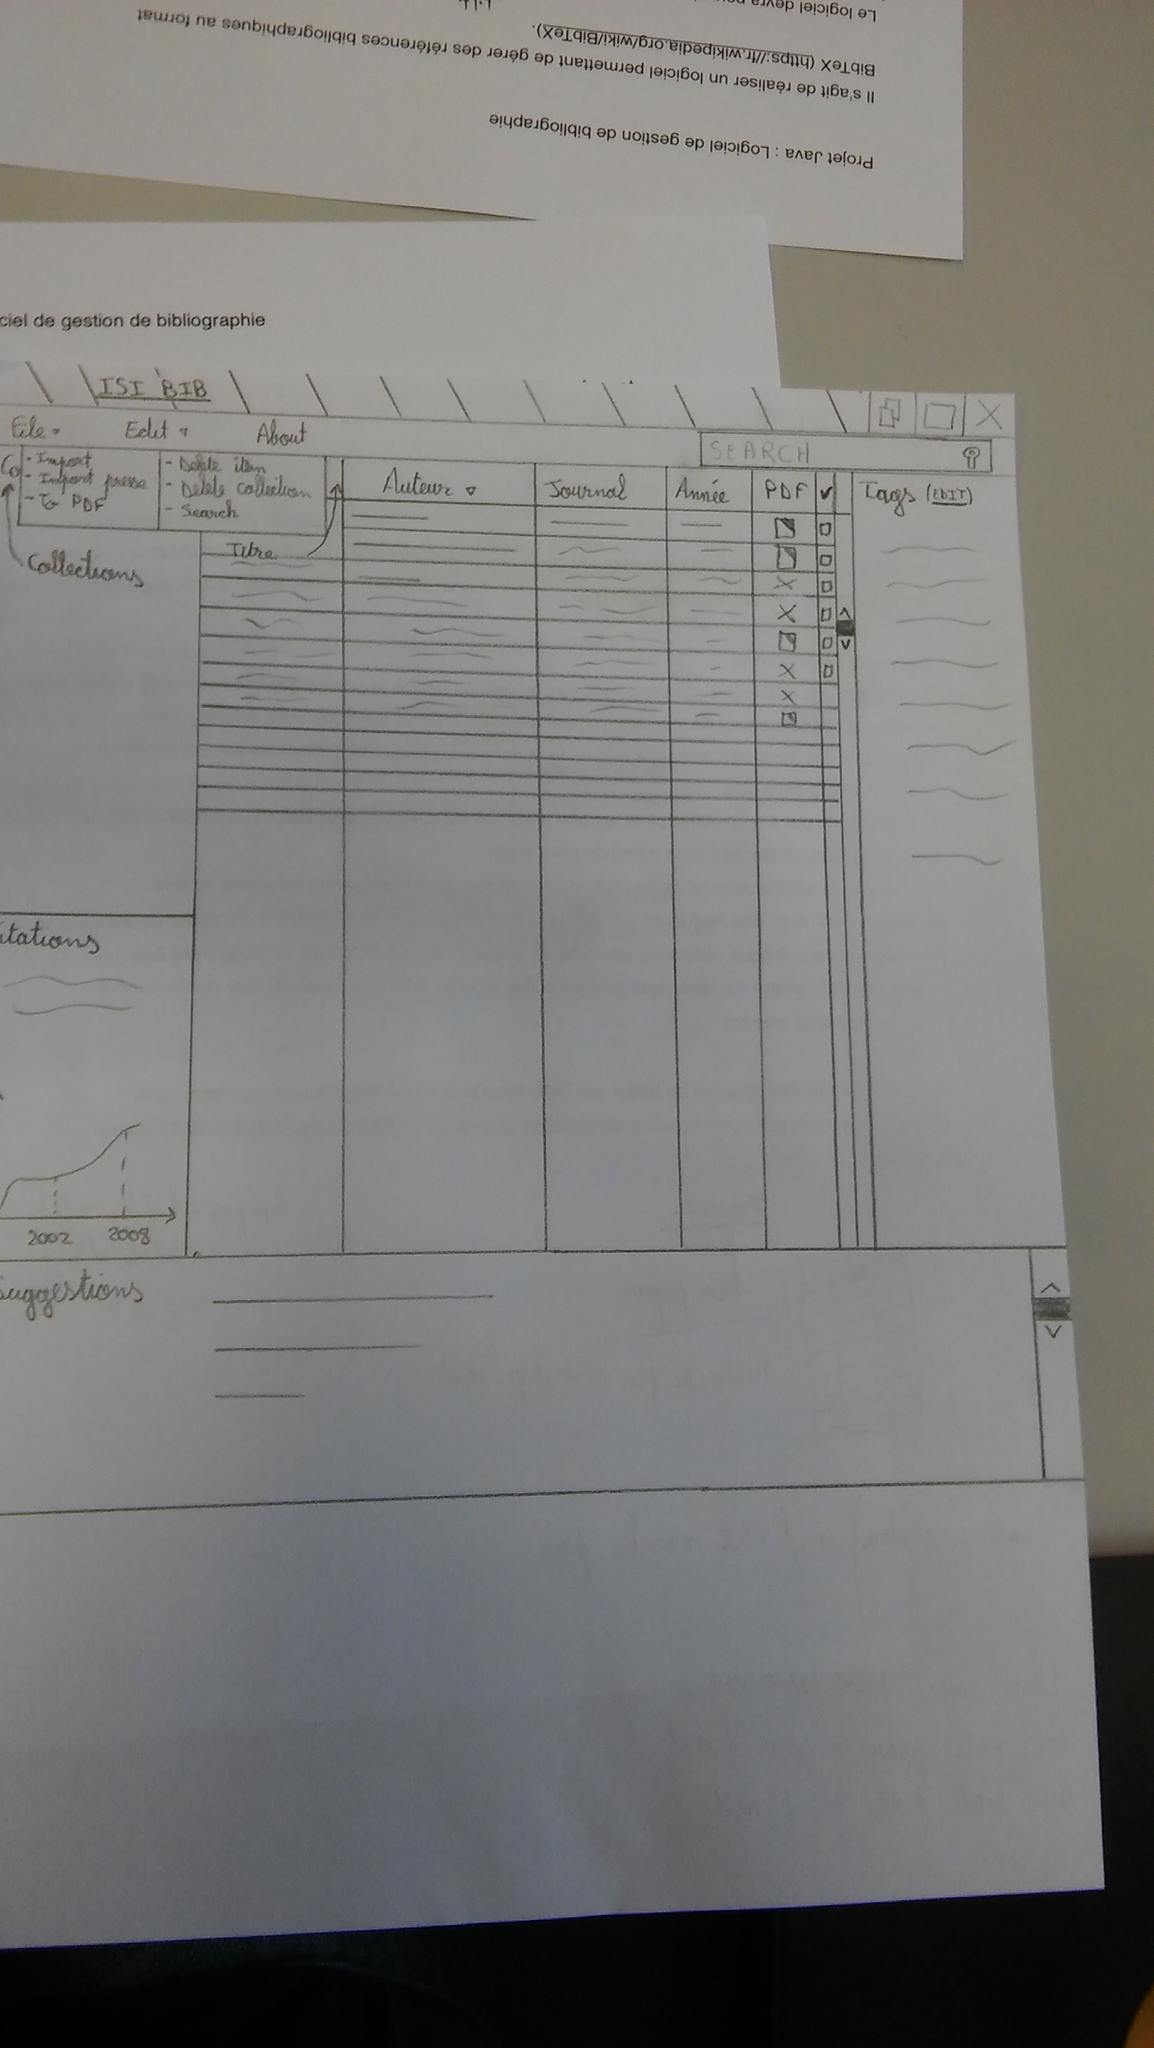 Projet Java : Logiciel de gestion de bibliographie
Il s'agit de réaliser un logiciel permettant de gérer des références bibliographiques au format
BibTeX (https://fr.wikipedia.org/wiki/BibTeX).
Le logiciel devra
ciel de gestion de bibliographie
ISI BIB
File Edit About
SEARCH
- Import
- Import presse
- To PDF
- Delete item
- Delete collection
- Search
Co
Collections
Titre
Auteur Journal Année PDF
Tags (EDIT)
itations
2002 2008
Suggestions